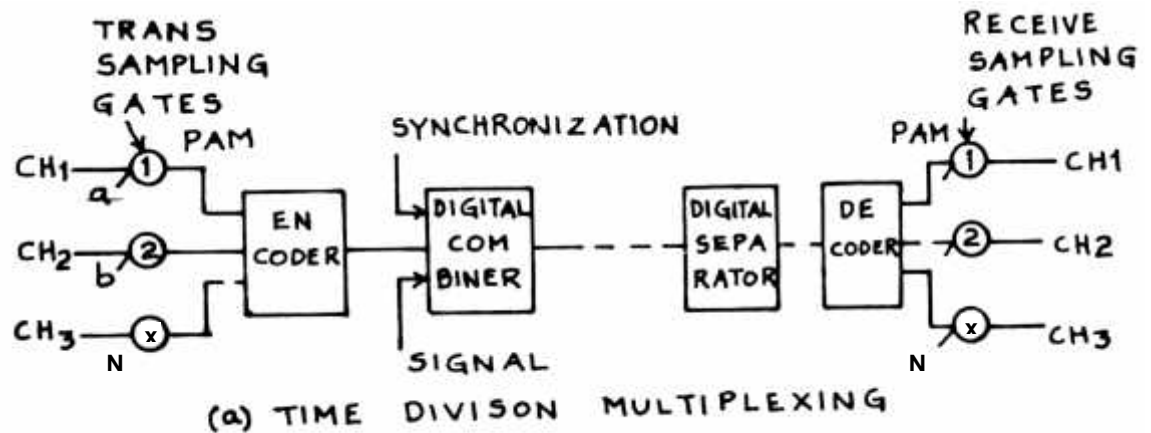 TRANS
SAMPLING
GATES
PAM
CH1
a
1
CH2
b
2
CH3
N
x
EN
CODER
SYNCHRONIZATION
DIGITAL
COM
BINER
SIGNAL
DIGITAL
SEPA
RATOR
DE
CODER
RECEIVE
SAMPLING
GATES
PAM
1
CH1
2
CH2
N
x
CH3
(a) TIME DIVISON MULTIPLEXING